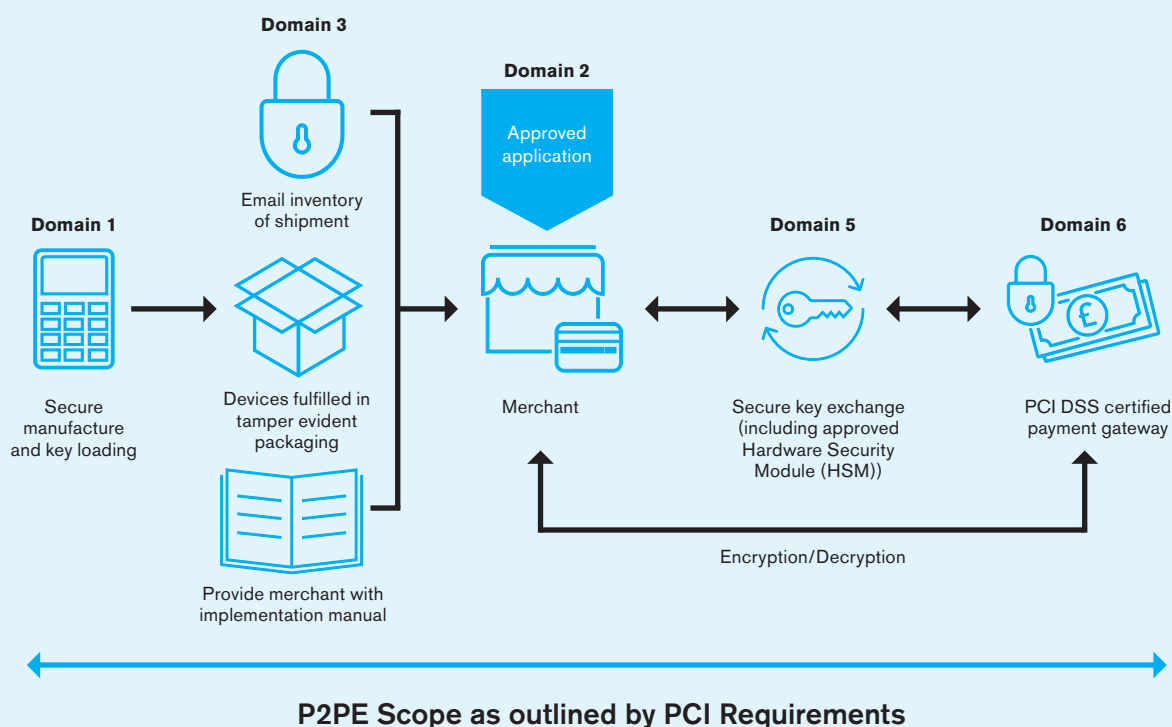 Domain 3
Domain 2
Approved
application
Email inventory
of shipment
Domain 1
Domain 5
Domain 6
£
Secure
manufacture
and key loading
Devices fulfilled in
tamper evident
packaging
Merchant
Secure key exchange
(including approved
Hardware Security
Module (HSM))
PCI DSS certified
payment gateway
Encryption/Decryption
Provide merchant with
implementation manual
P2PE Scope as outlined by PCI Requirements